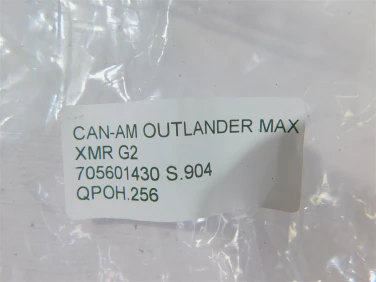 CAN-AM OUTLANDER MAX
XMR G2
705601430 S.904
QPOH.256